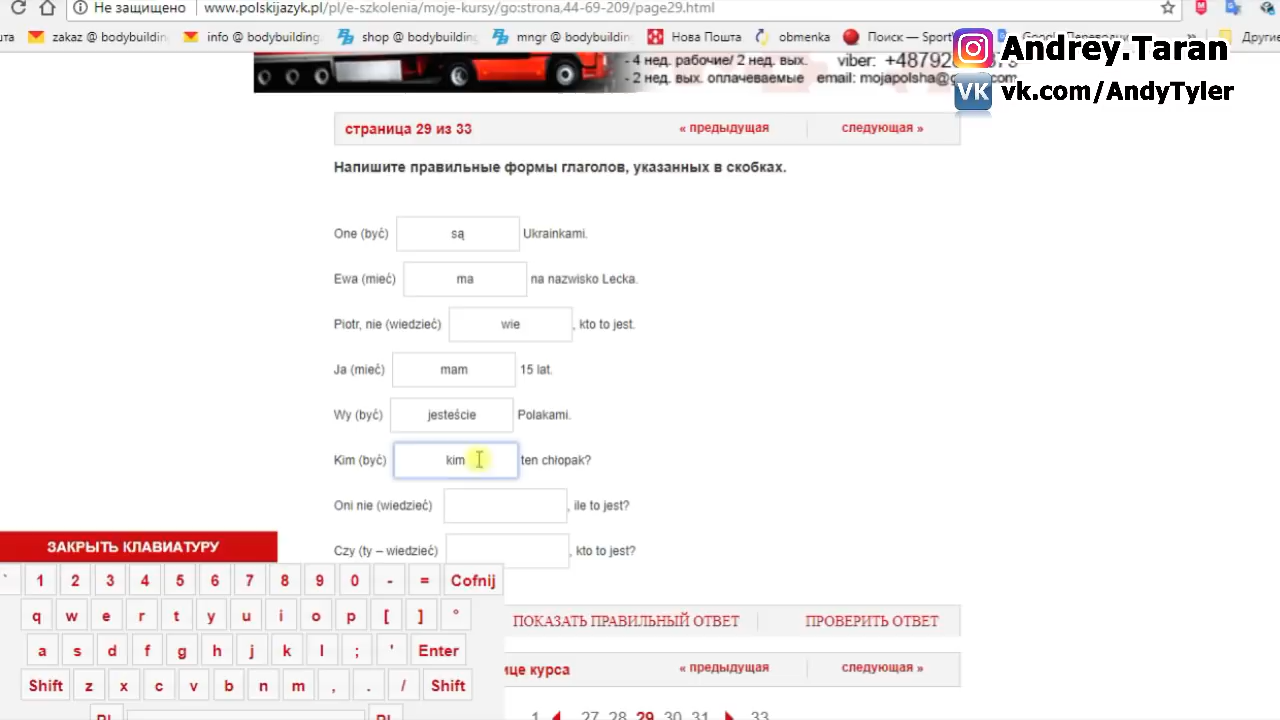 Не защищено www.polskijazyk.pl/pl/e-szkolenia/moje-kursy/go:strona,44-69-209/page29.html
zakaz @ bodybuilding info @ bodybuilding shop @ bodybuilding mngr @ bodybuildin Нова Пошта obmenka Поиск — Sport Google Переводч » Другие
Andrey.Taran
vk.com/AndyTyler
- 4 нед. рабочие/ 2 нед. вых. viber:
- 2 нед. вых. оплачеваемые email:
страница 29 из 33 « предыдущая следующая »
Напишите правильные формы глаголов, указанных в скобках.
One (być) są Ukrainkami.
Ewa (mieć) ma na nazwisko Lecka.
Piotr, nie (wiedzieć) wie , kto to jest.
Ja (mieć) mam 15 lat.
Wy (być) jesteście Polakami.
Kim (być) kim ten chłopak?
Oni nie (wiedzieć) , ile to jest?
Czy (ty – wiedzieć) , kto to jest?
ЗАКРЫТЬ КЛАВИАТУРУ
` 1 2 3 4 5 6 7 8 9 0 - = Cofnij
q w e r t y u i o p [ ] °
a s d f g h j k l ; ' Enter
Shift z x c v b n m , . / Shift
ПОКАЗАТЬ ПРАВИЛЬНЫЙ ОТВЕТ ПРОВЕРИТЬ ОТВЕТ
нице курса « предыдущая следующая »
1 27 28 29 30 31 33